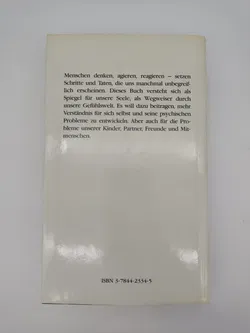 Menschen denken, agieren, reagieren – setzen
Schritte und Taten, die uns manchmal unbegreif-
lich erscheinen. Dieses Buch versteht sich als
Spiegel für unsere Seele, als Wegweiser durch
unsere Gefühlswelt. Es will dazu beitragen, mehr
Verständnis für sich selbst und seine psychischen
Probleme zu entwickeln. Aber auch für die Pro-
bleme unserer Kinder, Partner, Freunde und Mit-
menschen.
ISBN 3-7844-2334-5